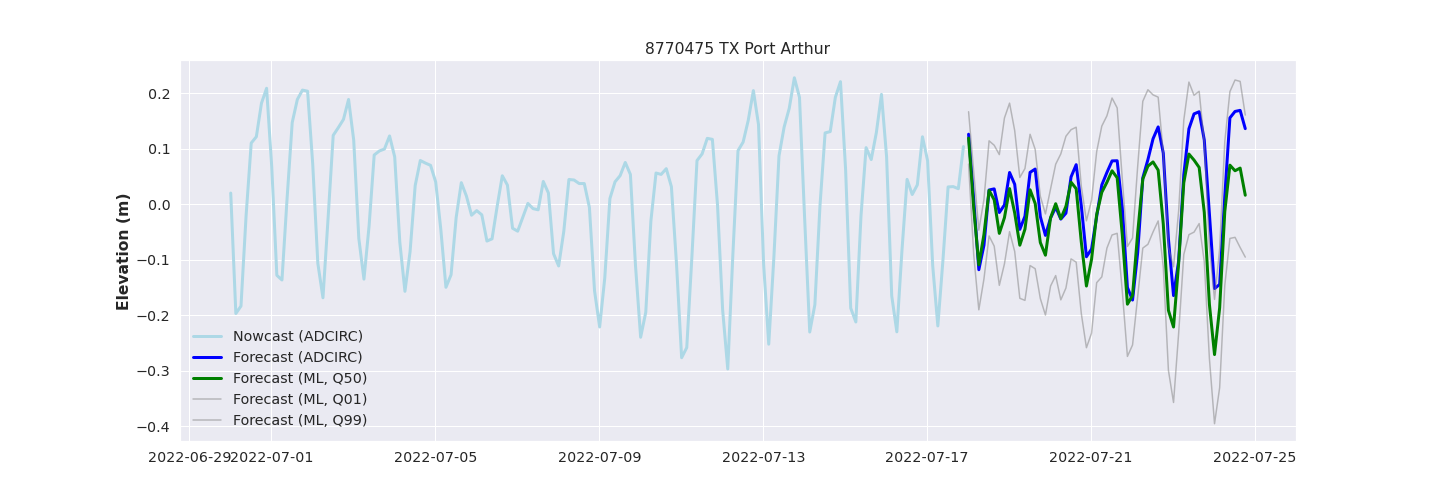 8770475 TX Port Arthur
Elevation (m)
0.2
0.1
0.0
−0.1
−0.2
−0.3
−0.4
Nowcast (ADCIRC)
Forecast (ADCIRC)
Forecast (ML, Q50)
Forecast (ML, Q01)
Forecast (ML, Q99)
2022-06-29 2022-07-01 2022-07-05 2022-07-09 2022-07-13 2022-07-17 2022-07-21 2022-07-25